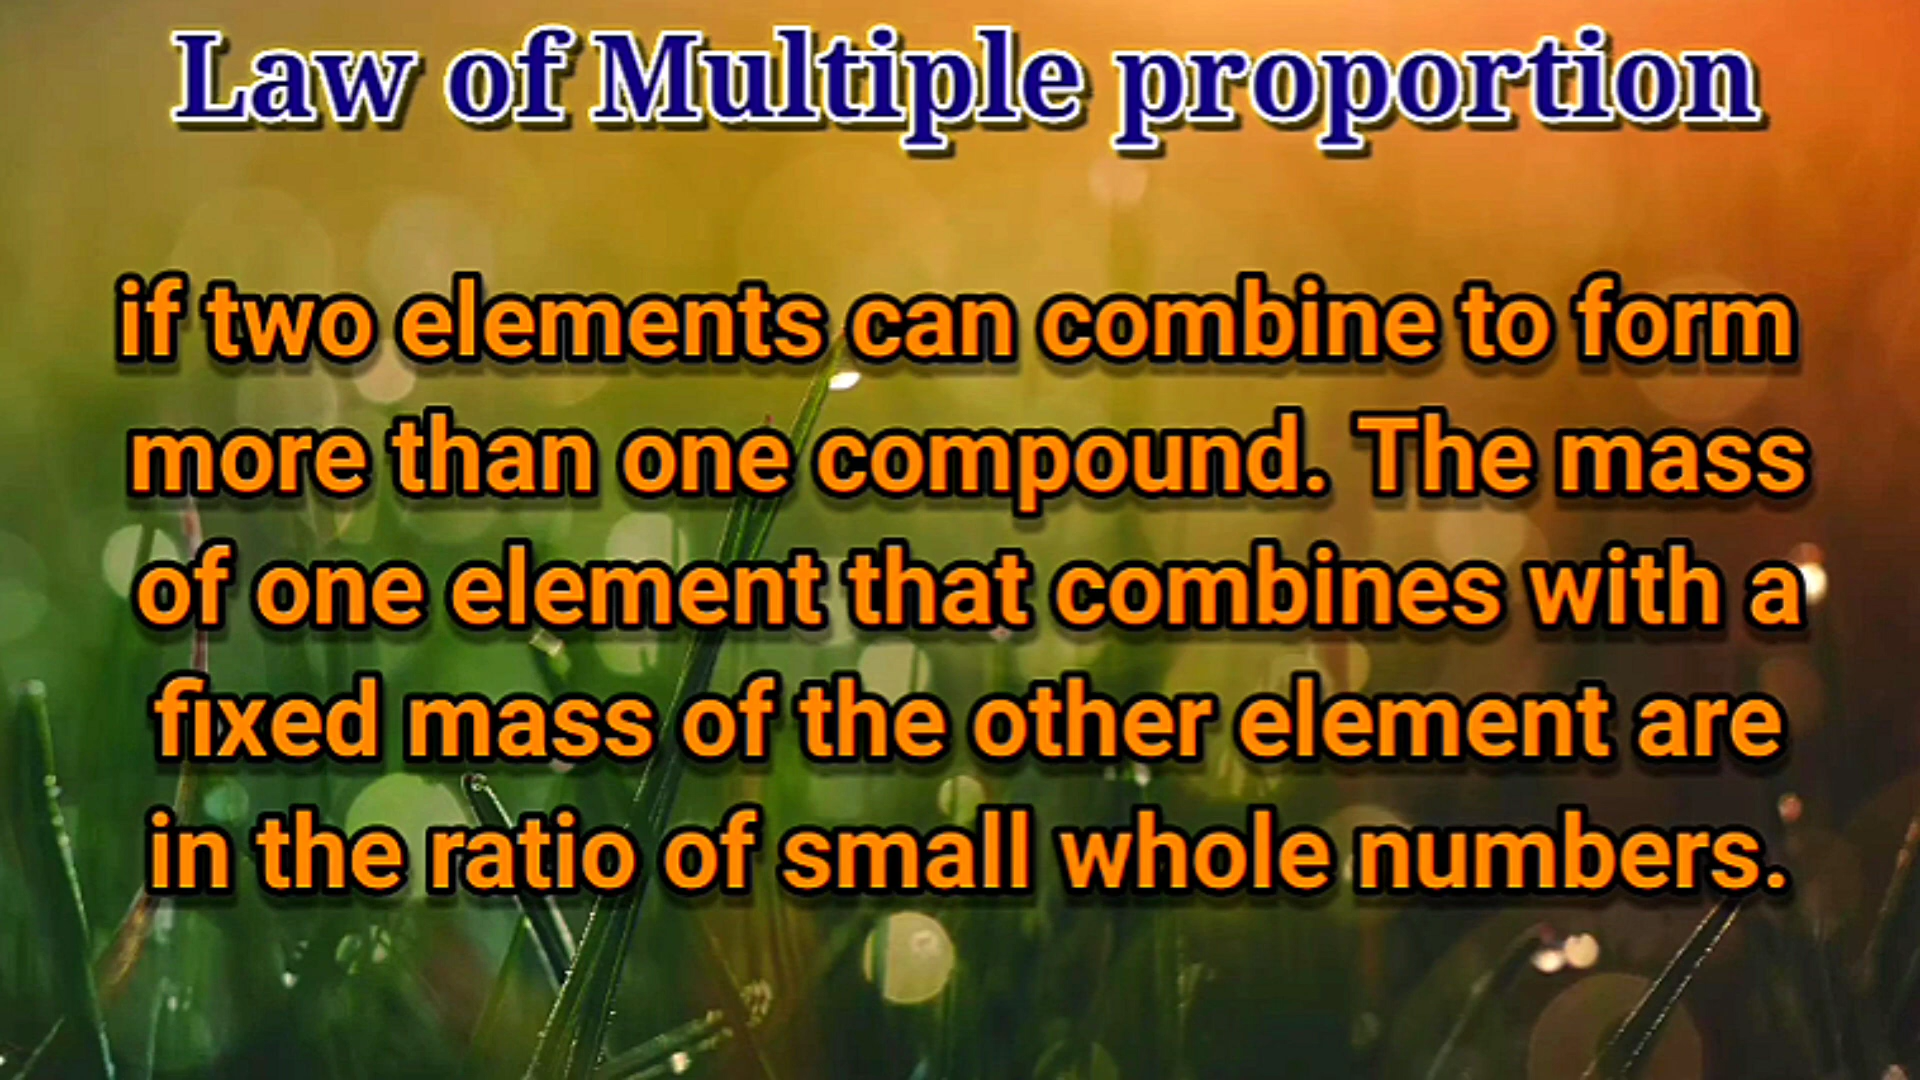 Law of Multiple proportion
if two elements can combine to form
more than one compound. The mass
of one element that combines with a
fixed mass of the other element are
in the ratio of small whole numbers.